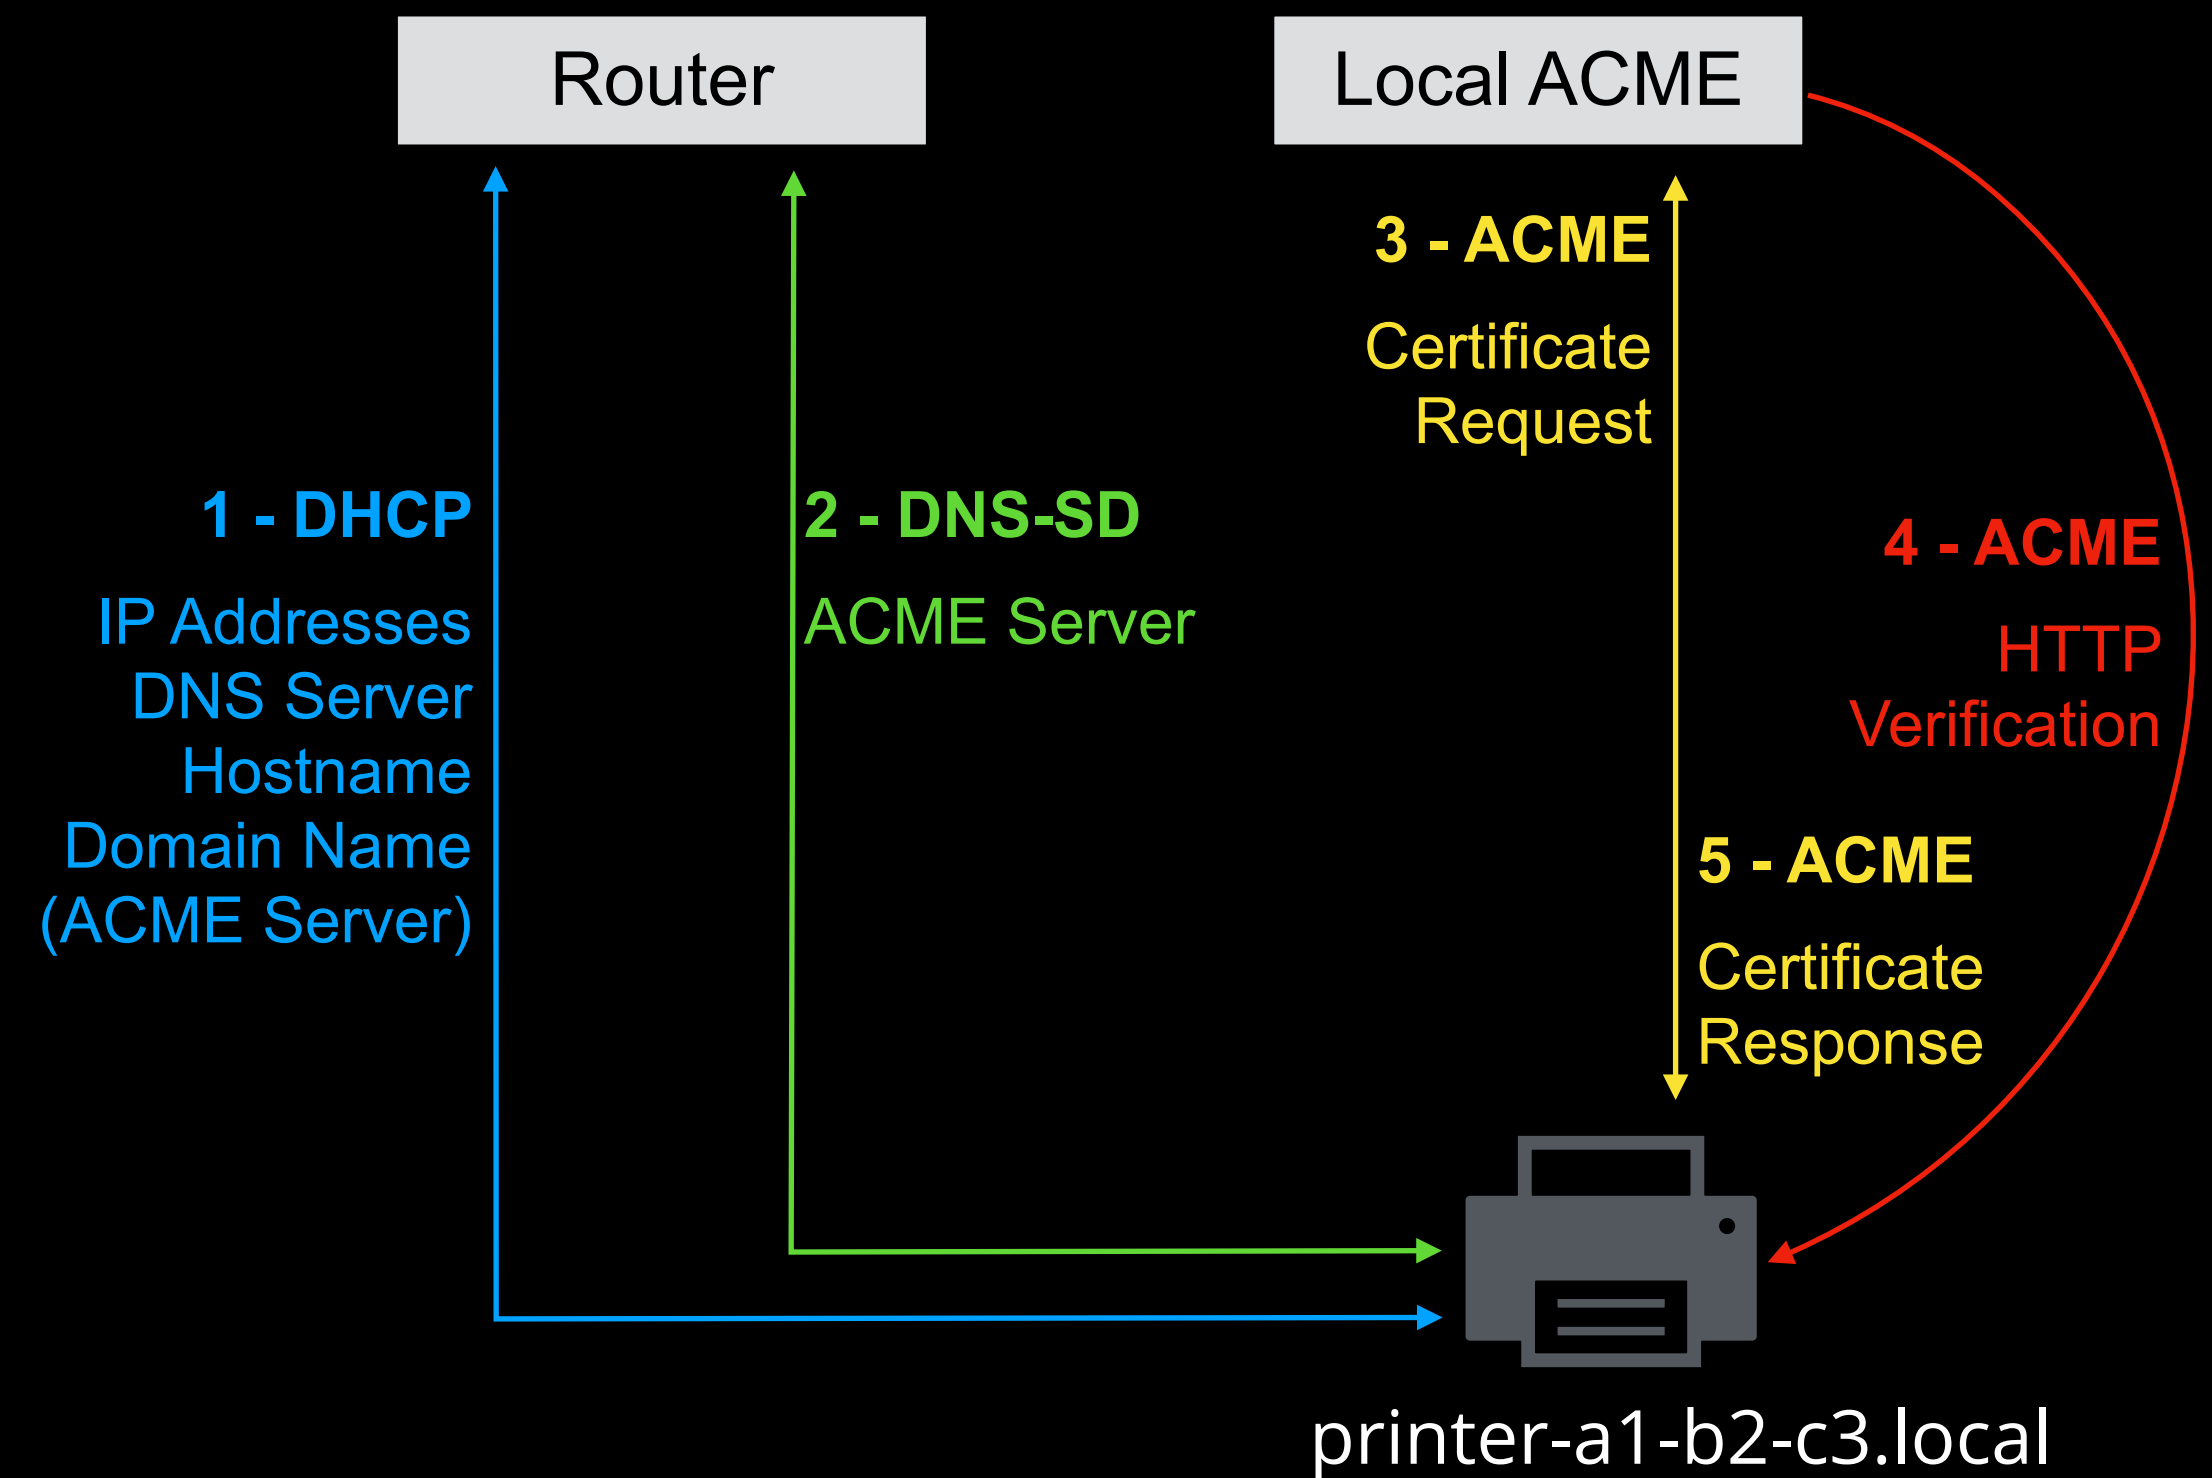 Router
Local ACME
1 - DHCP
IP Addresses
DNS Server
Hostname
Domain Name
(ACME Server)
2 - DNS-SD
ACME Server
3 - ACME
Certificate
Request
4 - ACME
HTTP
Verification
5 - ACME
Certificate
Response
printer-a1-b2-c3.local